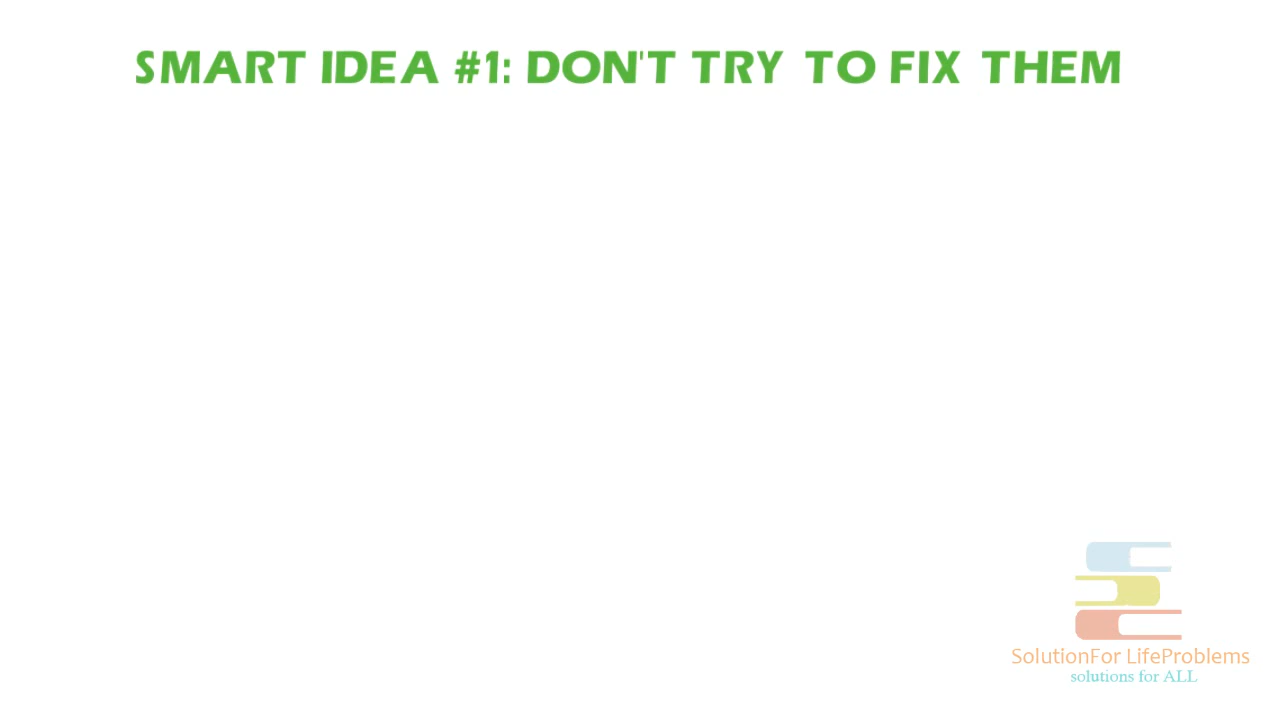 SMART IDEA #1: DON'T TRY TO FIX THEM
SolutionFor LifeProblems
solutions for ALL